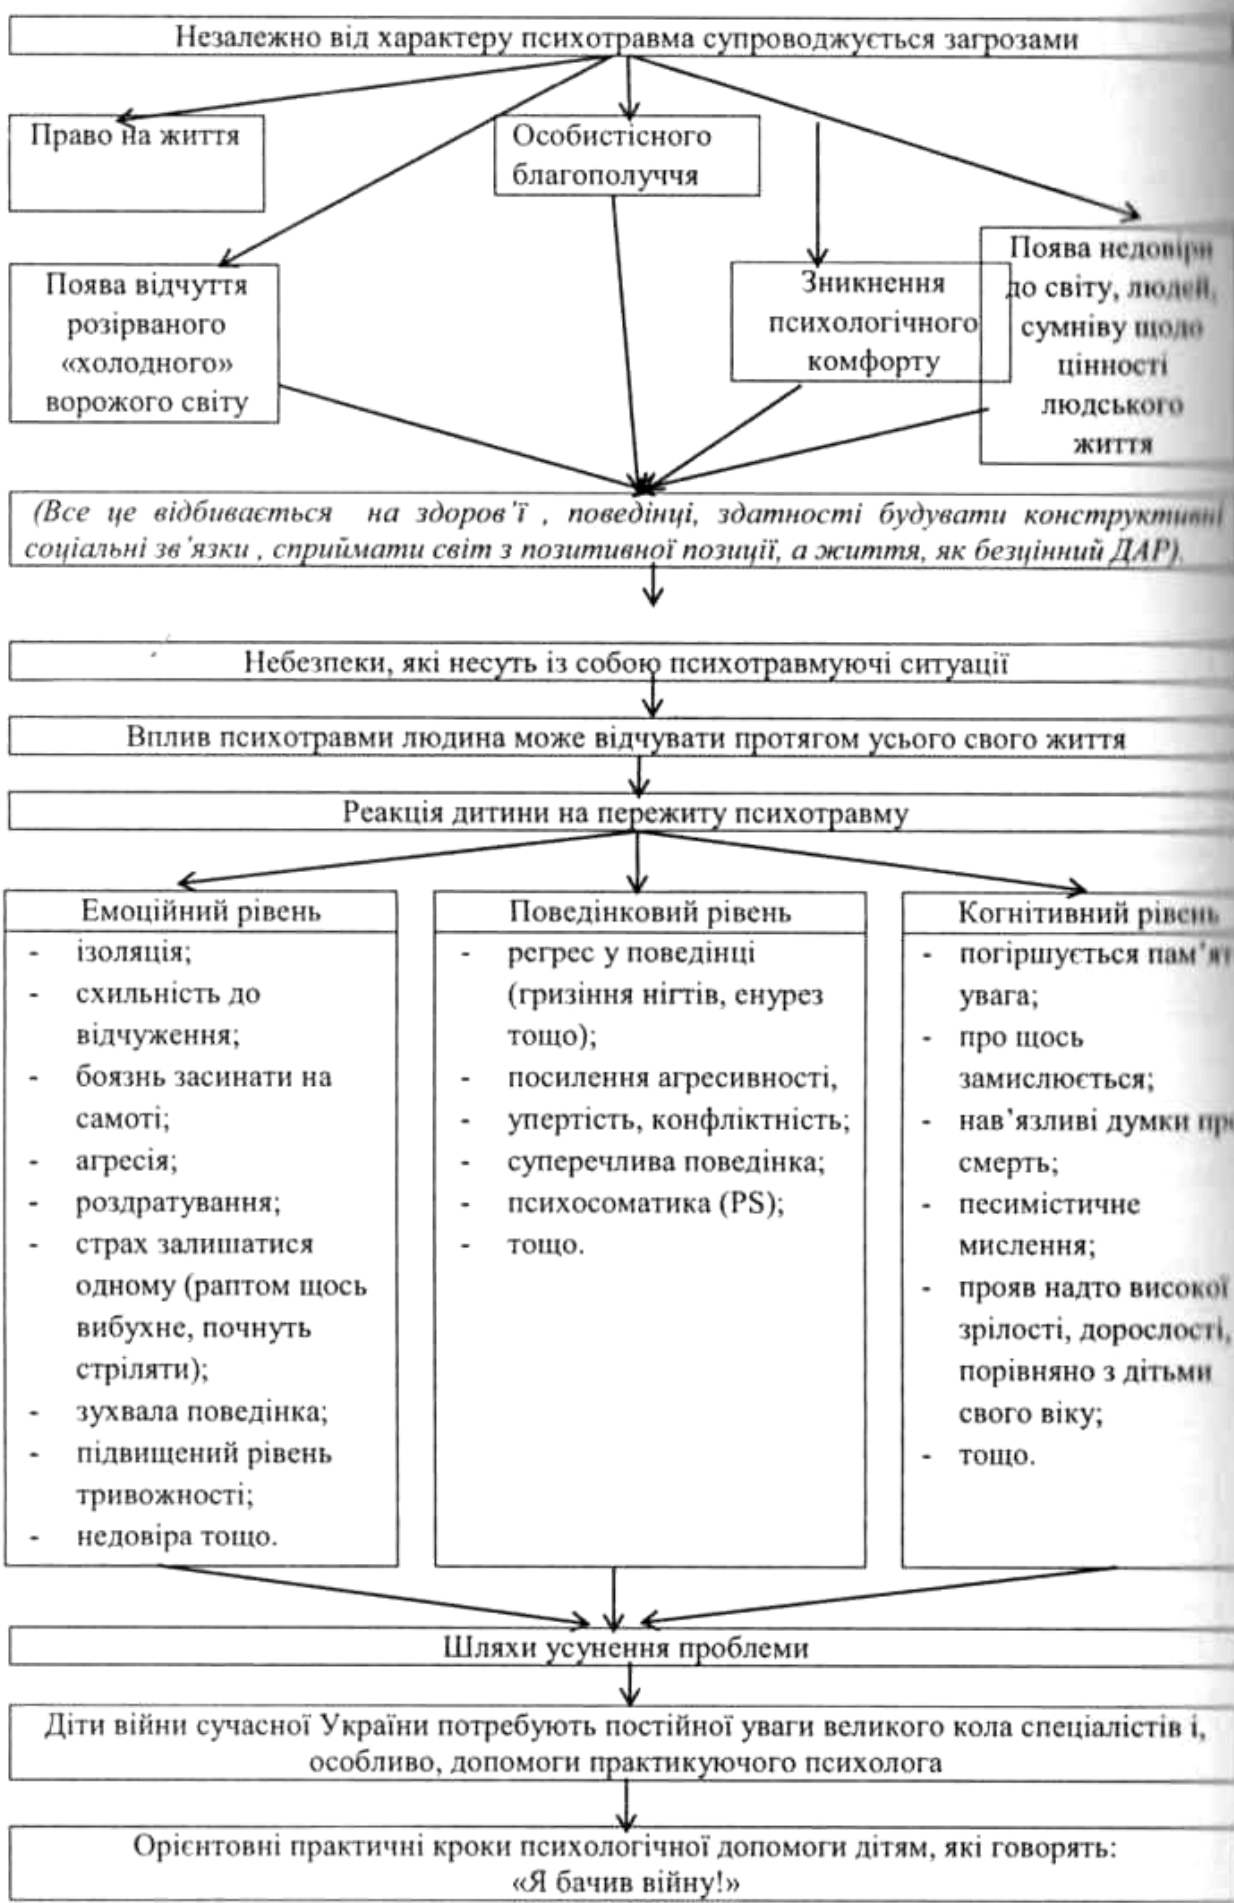 Незалежно від характеру психотравма супроводжується загрозами
Право на життя
Особистісного
благополуччя
Поява відчуття
розірваного
«холодного»
ворожого світу
Зникнення
психологічного
комфорту
Поява недовіри
до світу, людей,
сумніву щодо
цінності
людського
життя
(Все це відбивається на здоров'ї , поведінці, здатності будувати конструктивні
соціальні зв'язки , сприймати світ з позитивної позиції, а життя, як безцінний ДАР).
Небезпеки, які несуть із собою психотравмуючі ситуації
Вплив психотравми людина може відчувати протягом усього свого життя
Реакція дитини на пережиту психотравму
Емоційний рівень
- ізоляція;
- схильність до
відчуження;
- боязнь засинати на
самоті;
- агресія;
- роздратування;
- страх залишатися
одному (раптом щось
вибухне, почнуть
стріляти);
- зухвала поведінка;
- підвищений рівень
тривожності;
- недовіра тощо.
Поведінковий рівень
- регрес у поведінці
(гризіння нігтів, енурез
тощо);
- посилення агресивності,
- упертість, конфліктність;
- суперечлива поведінка;
- психосоматика (PS);
- тощо.
Когнітивний рівень
- погіршується пам'ят
увага;
- про щось
замислюється;
- нав'язливі думки про
смерть;
- песимістичне
мислення;
- прояв надто високої
зрілості, дорослості,
порівняно з дітьми
свого віку;
- тощо.
Шляхи усунення проблеми
Діти війни сучасної України потребують постійної уваги великого кола спеціалістів і,
особливо, допомоги практикуючого психолога
Орієнтовні практичні кроки психологічної допомоги дітям, які говорять:
«Я бачив війну!»